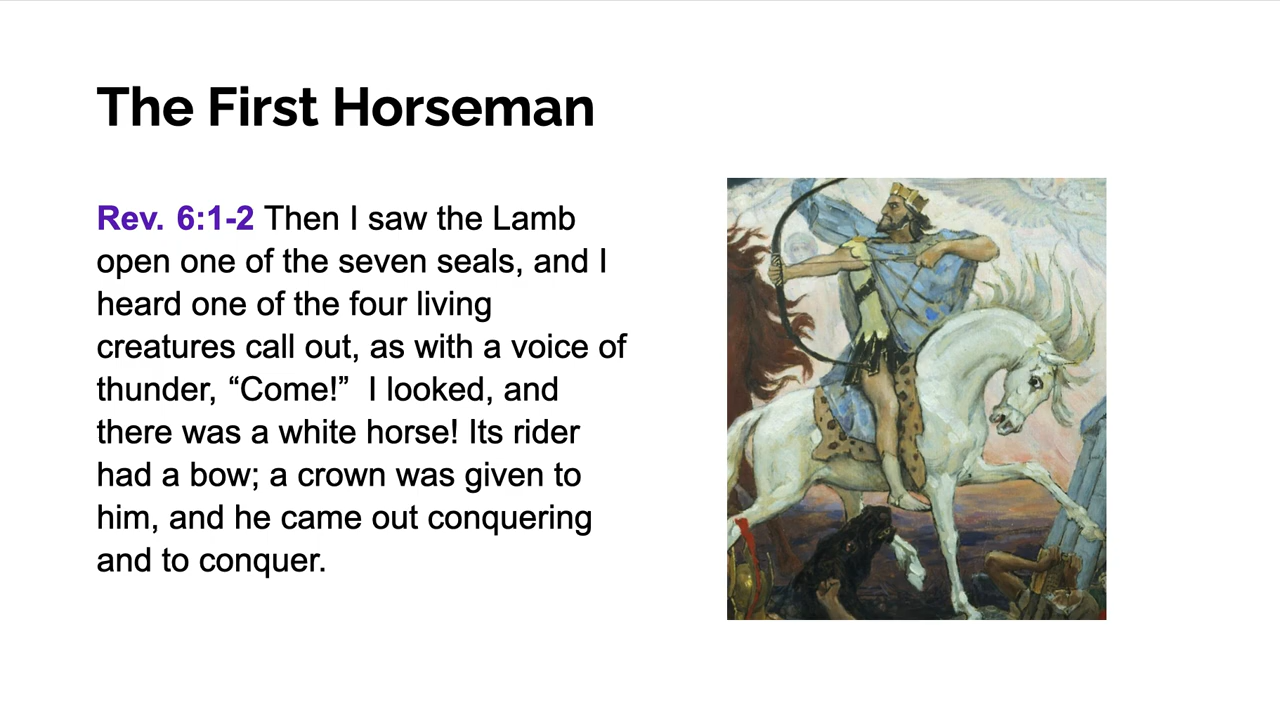 The First Horseman
Rev. 6:1-2 Then I saw the Lamb
open one of the seven seals, and I
heard one of the four living
creatures call out, as with a voice of
thunder, “Come!”  I looked, and
there was a white horse! Its rider
had a bow; a crown was given to
him, and he came out conquering
and to conquer.